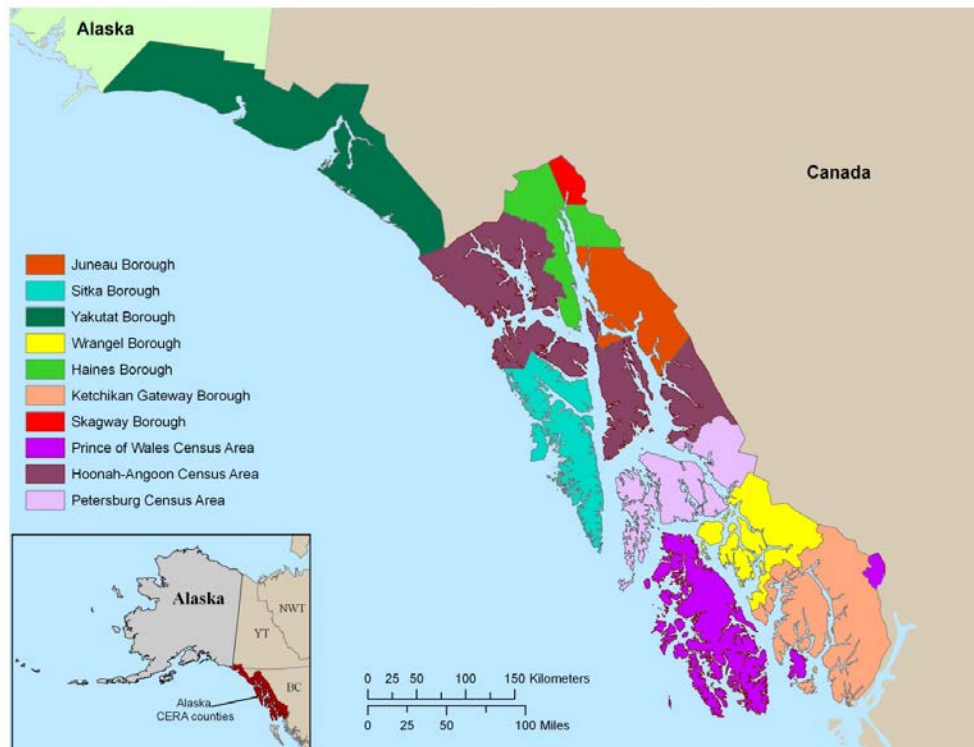 Alaska
Canada
Juneau Borough
Sitka Borough
Yakutat Borough
Wrangel Borough
Haines Borough
Ketchikan Gateway Borough
Skagway Borough
Prince of Wales Census Area
Hoonah-Angoon Census Area
Petersburg Census Area
Alaska
NWT
YT
BC
Alaska
CERA counties
0 25 50 100 150 Kilometers
0 25 50 100 Miles